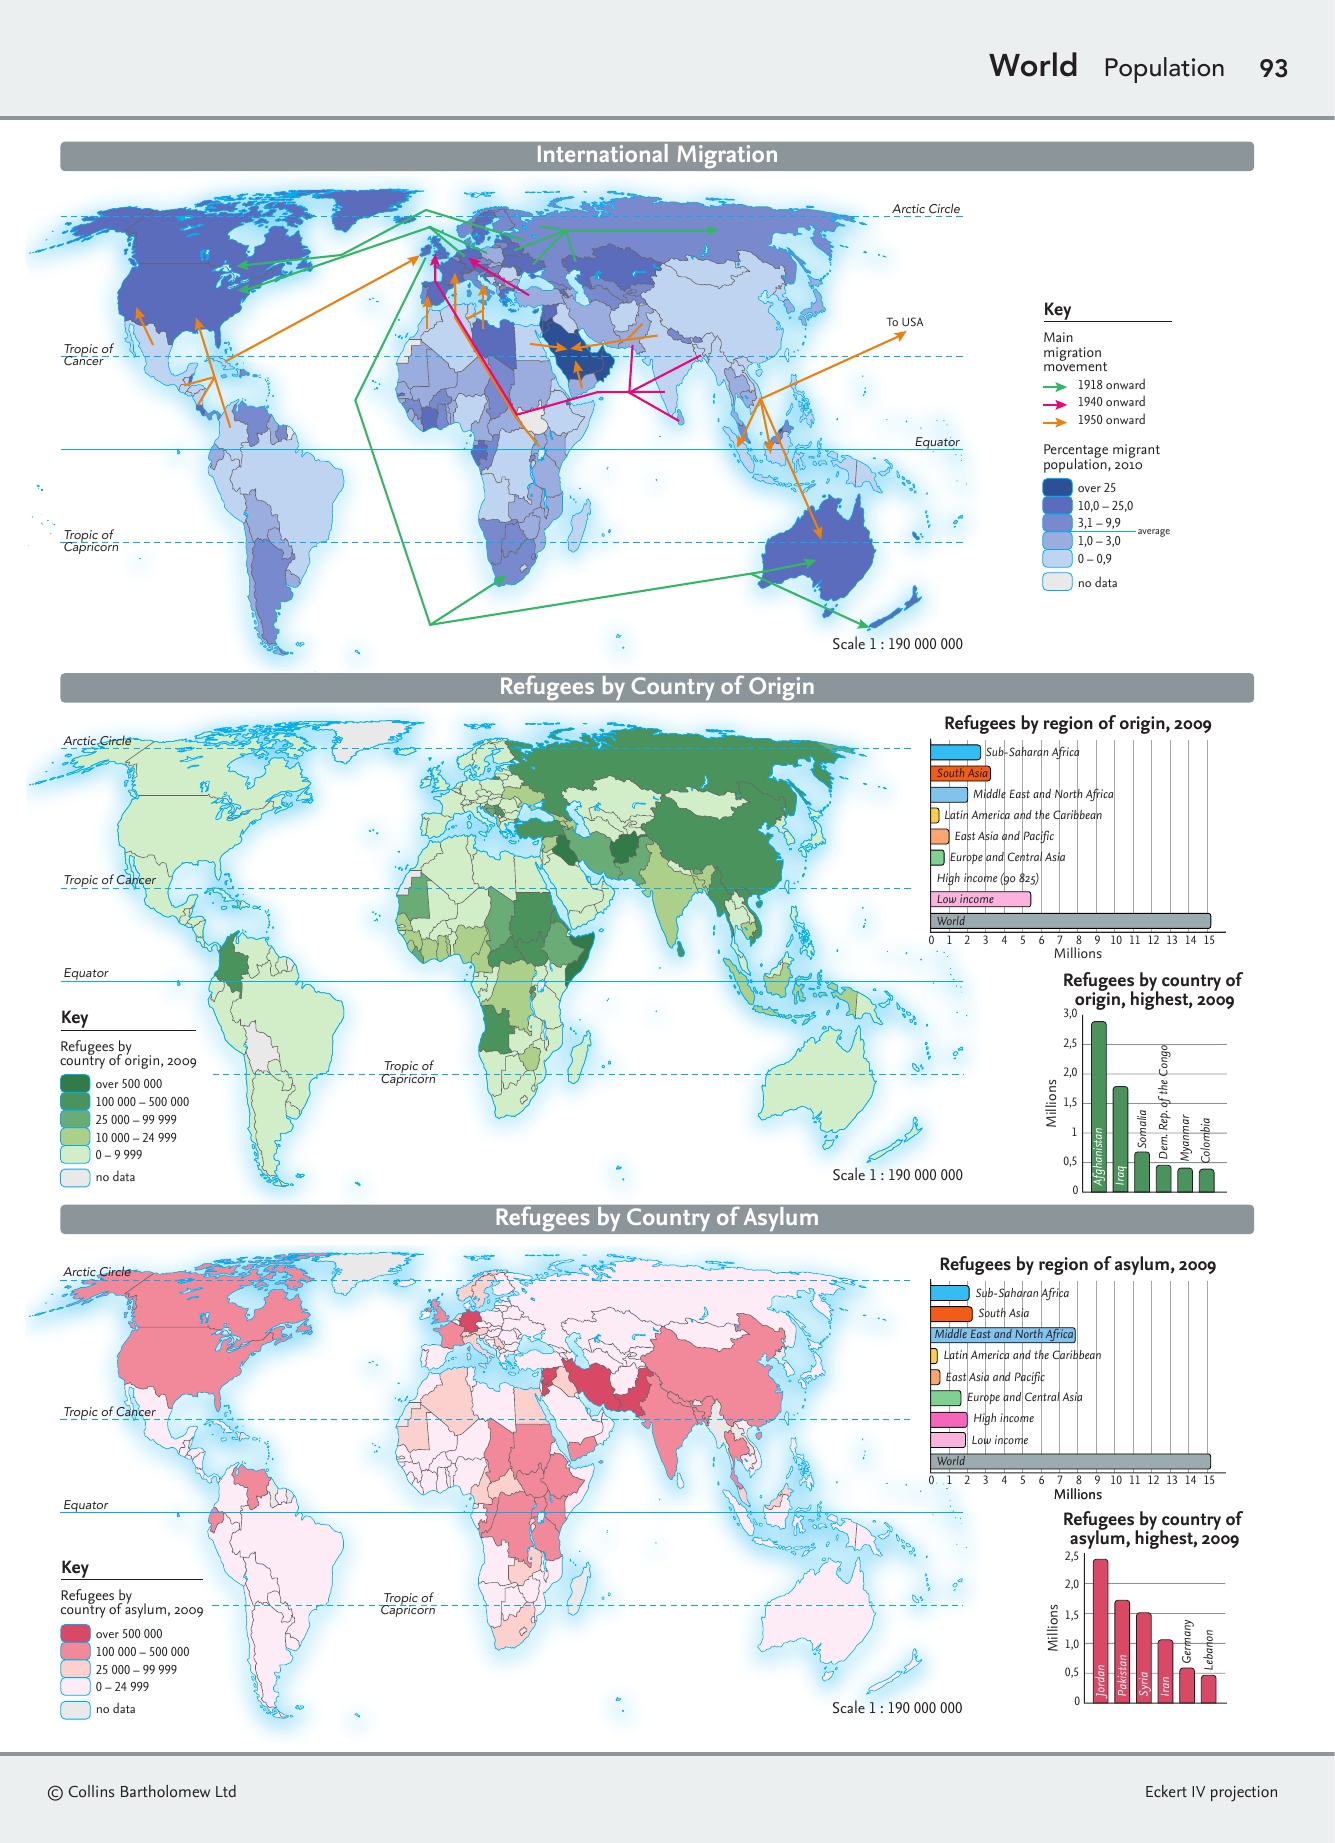 World Population 93
International Migration
Arctic Circle
To USA
Tropic of
Cancer
Equator
Tropic of
Capricorn
Scale 1 : 190 000 000
Key
Main
migration
movement
1918 onward
1940 onward
1950 onward
Percentage migrant
population, 2010
over 25
10,0 – 25,0
3,1 – 9,9
average
1,0 – 3,0
0 – 0,9
no data
Refugees by Country of Origin
Arctic Circle
Tropic of Cancer
Equator
Tropic of
Capricorn
Key
Refugees by
country of origin, 2009
over 500 000
100 000 – 500 000
25 000 – 99 999
10 000 – 24 999
0 – 9 999
no data
Scale 1 : 190 000 000
Refugees by region of origin, 2009
Sub-Saharan Africa
South Asia
Middle East and North Africa
Latin America and the Caribbean
East Asia and Pacific
Europe and Central Asia
High income (90 825)
Low income
World
0 1 2 3 4 5 6 7 8 9 10 11 12 13 14 15
Millions
Refugees by country of
origin, highest, 2009
3,0
2,5
2,0
1,5
1
0,5
0
Millions
Afghanistan
Iraq
Somalia
Dem. Rep. of the Congo
Myanmar
Colombia
Refugees by Country of Asylum
Arctic Circle
Tropic of Cancer
Equator
Tropic of
Capricorn
Key
Refugees by
country of asylum, 2009
over 500 000
100 000 – 500 000
25 000 – 99 999
0 – 24 999
no data
Scale 1 : 190 000 000
Refugees by region of asylum, 2009
Sub-Saharan Africa
South Asia
Middle East and North Africa
Latin America and the Caribbean
East Asia and Pacific
Europe and Central Asia
High income
Low income
World
0 1 2 3 4 5 6 7 8 9 10 11 12 13 14 15
Millions
Refugees by country of
asylum, highest, 2009
2,5
2,0
1,5
1,0
0,5
0
Millions
Jordan
Pakistan
Syria
Iran
Germany
Lebanon
© Collins Bartholomew Ltd
Eckert IV projection